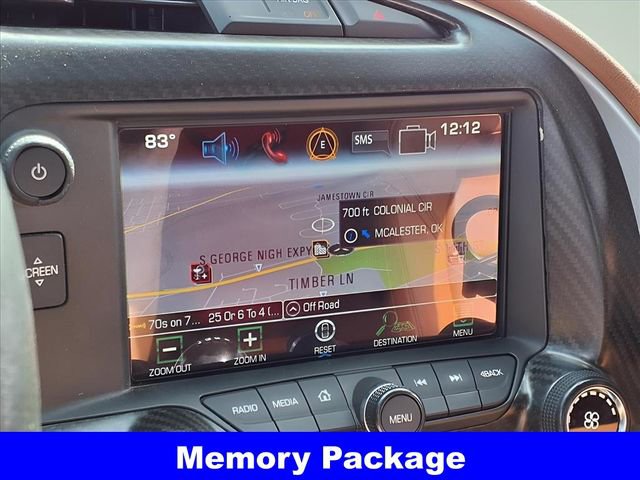 OFF
83°
SMS
12:12
E
JAMESTOWN CIR
700 ft COLONIAL CIR
MCALESTER, OK
S GEORGE NIGH EXPY
TIMBER LN
70s on 7...
25 Or 6 To 4 (...
Off Road
ZOOM OUT
ZOOM IN
RESET
DESTINATION
MENU
SCREEN
RADIO
MEDIA
MENU
BACK
Memory Package